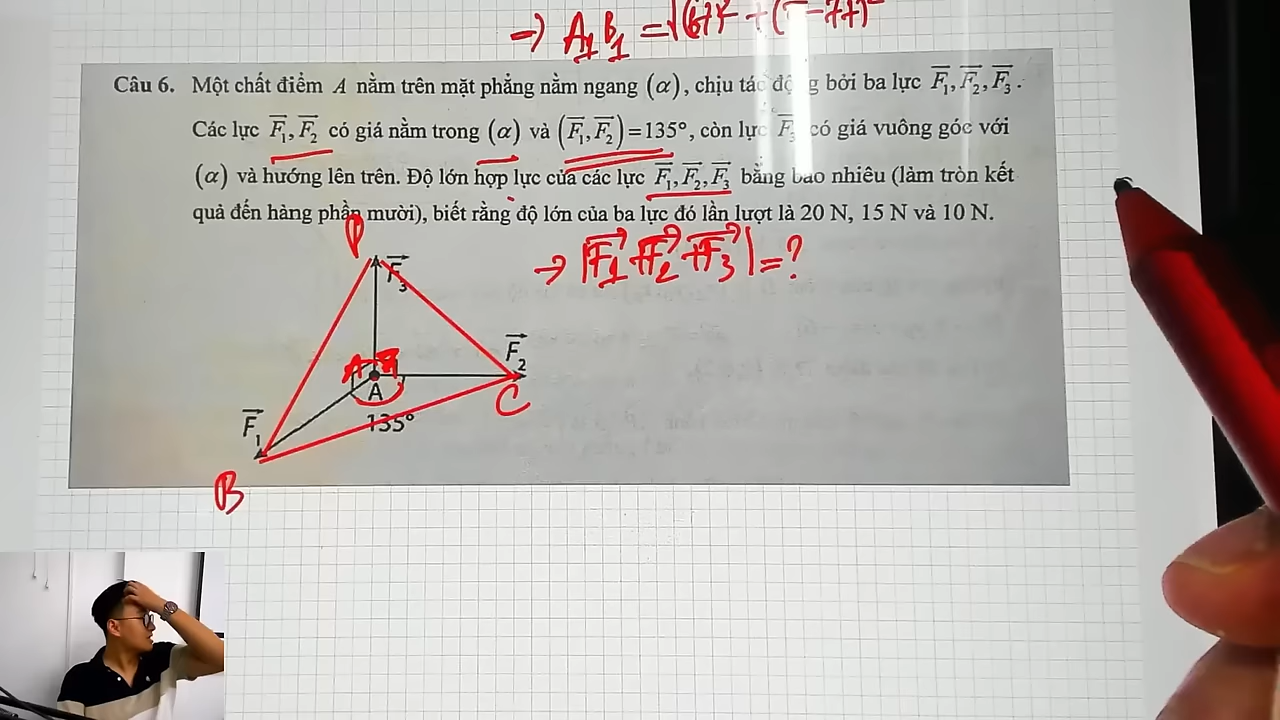 → A₁B₁ =
Câu 6. Một chất điểm A nằm trên mặt phẳng nằm ngang (α), chịu tác động bởi ba lực F₁⃗, F₂⃗, F₃⃗.
Các lực F₁⃗, F₂⃗ có giá nằm trong (α) và (F₁⃗, F₂⃗) = 135°, còn lực F₃⃗ có giá vuông góc với
(α) và hướng lên trên. Độ lớn hợp lực của các lực F₁⃗, F₂⃗, F₃⃗ bằng bao nhiêu (làm tròn kết
quả đến hàng phần mười), biết rằng độ lớn của ba lực đó lần lượt là 20 N, 15 N và 10 N.
→ |F₁⃗ + F₂⃗ + F₃⃗| = ?
F₃⃗
F₂⃗
A
A
C
F₁⃗
135°
B